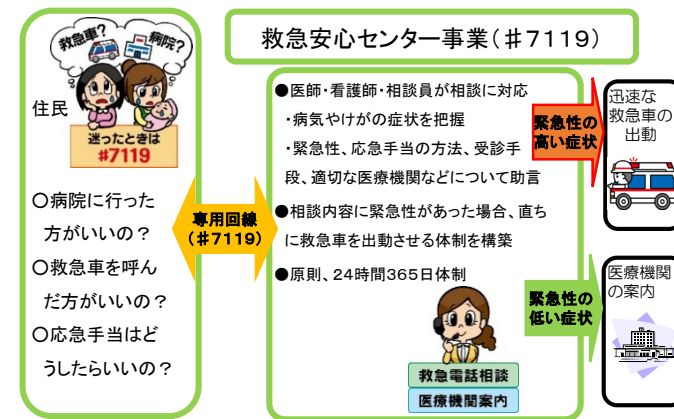 救急安心センター事業(♯7119)
救急車?
病院?
住民
迷ったときは
#7119
○病院に行った
方がいいの?
○救急車を呼ん
だ方がいいの?
○応急手当はど
うしたらいいの?
専用回線
(♯7119)
●医師・看護師・相談員が相談に対応
・病気やけがの症状を把握
・緊急性、応急手当の方法、受診手
段、適切な医療機関などについて助言
●相談内容に緊急性があった場合、直ち
に救急車を出動させる体制を構築
●原則、24時間365日体制
救急電話相談
医療機関案内
緊急性の
高い症状
迅速な
救急車の
出動
緊急性の
低い症状
医療機関
の案内